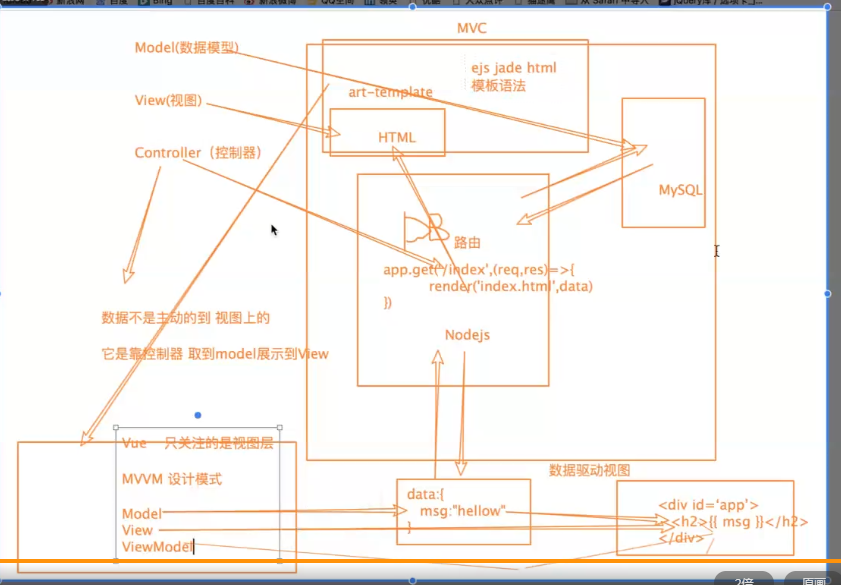 MVC
Model(数据模型)
ejs jade html
模板语法
art-template
View(视图)
HTML
Controller（控制器）
MySQL
路由
app.get('/index',(req,res)=>{
render('index.html',data)
})
Nodejs
数据不是主动的到 视图上的
它是靠控制器 取到model展示到View
Vue 只关注的是视图层
MVVM 设计模式
Model
View
ViewModel
data:{
msg:"hellow"
}
数据驱动视图
<div id='app'>
<h2>{{ msg }}</h2>
</div>
2倍
原画